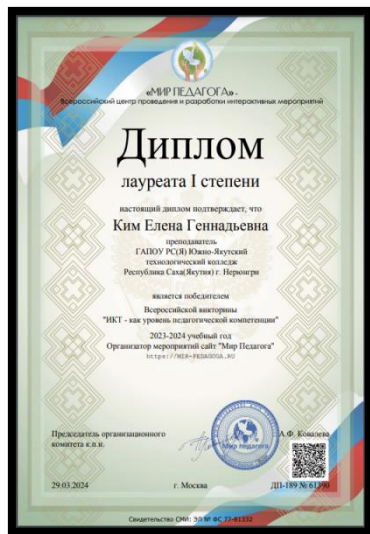 «МИР ПЕДАГОГА» -
Всероссийский центр проведения и разработки интерактивных мероприятий
Диплом
лауреата I степени
настоящий диплом подтверждает, что
Ким Елена Геннадьевна
преподаватель
ГАПОУ РС(Я) Южно-Якутский
технологический колледж
Республика Саха(Якутия) г. Нерюнгри
является победителем
Всероссийской викторины
"ИКТ - как уровень педагогической компетенции"
2023-2024 учебный год
Организатор мероприятий сайт "Мир Педагога"
https://MIR-PEDAGOGA.RU
Председатель организационного
комитета к.п.н.
А.Ф. Ковалева
Мир педагога
29.03.2024 г. Москва ДП-189 № 61390
Свидетельство СМИ: ЭЛ № ФС 77-61332